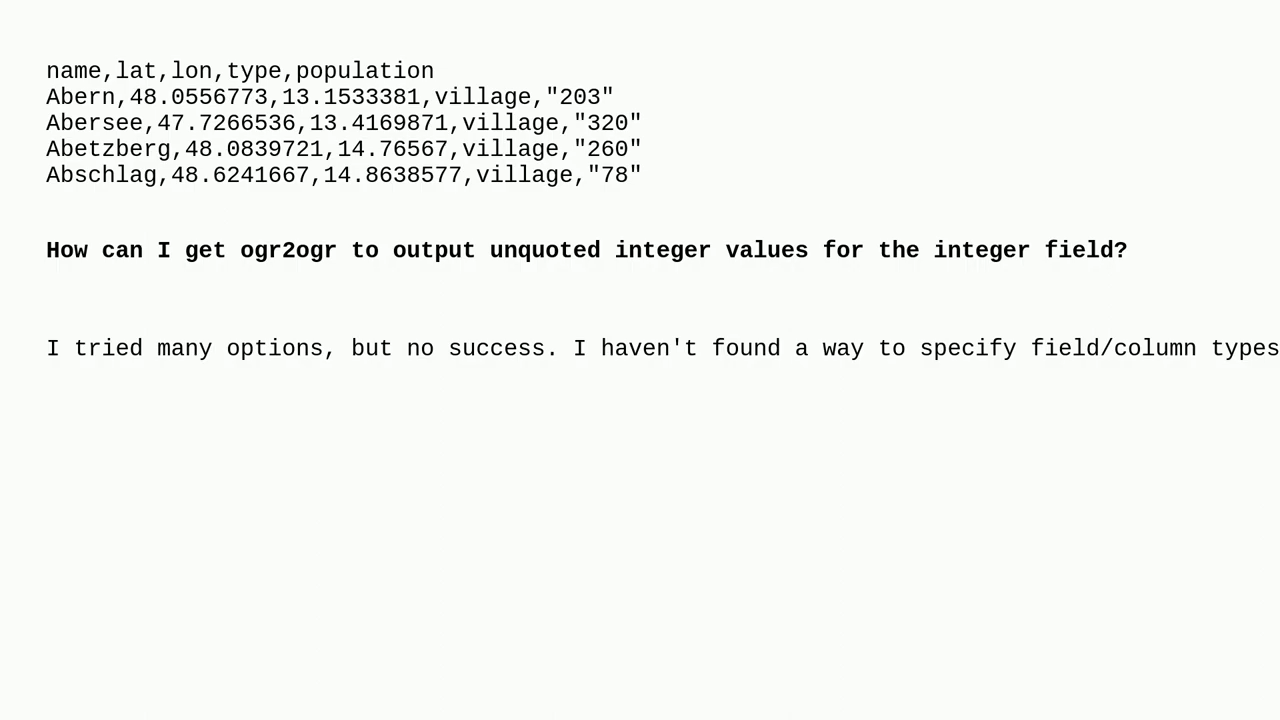 name,lat,lon,type,population
Abern,48.0556773,13.1533381,village,"203"
Abersee,47.7266536,13.4169871,village,"320"
Abetzberg,48.0839721,14.76567,village,"260"
Abschlag,48.6241667,14.8638577,village,"78"
How can I get ogr2ogr to output unquoted integer values for the integer field?
I tried many options, but no success. I haven't found a way to specify field/column types